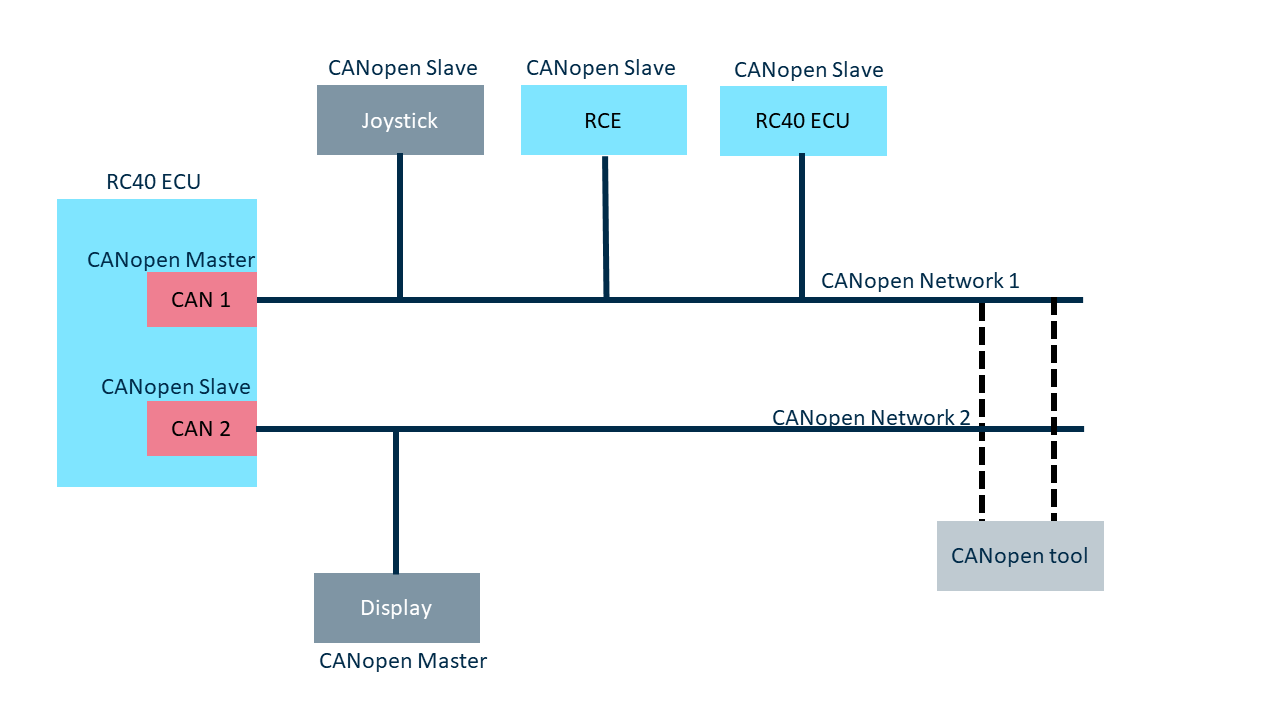 CANopen Slave
CANopen Slave
CANopen Slave
Joystick
RCE
RC40 ECU
RC40 ECU
CANopen Master
CAN 1
CANopen Network 1
CANopen Slave
CAN 2
CANopen Network 2
CANopen tool
Display
CANopen Master